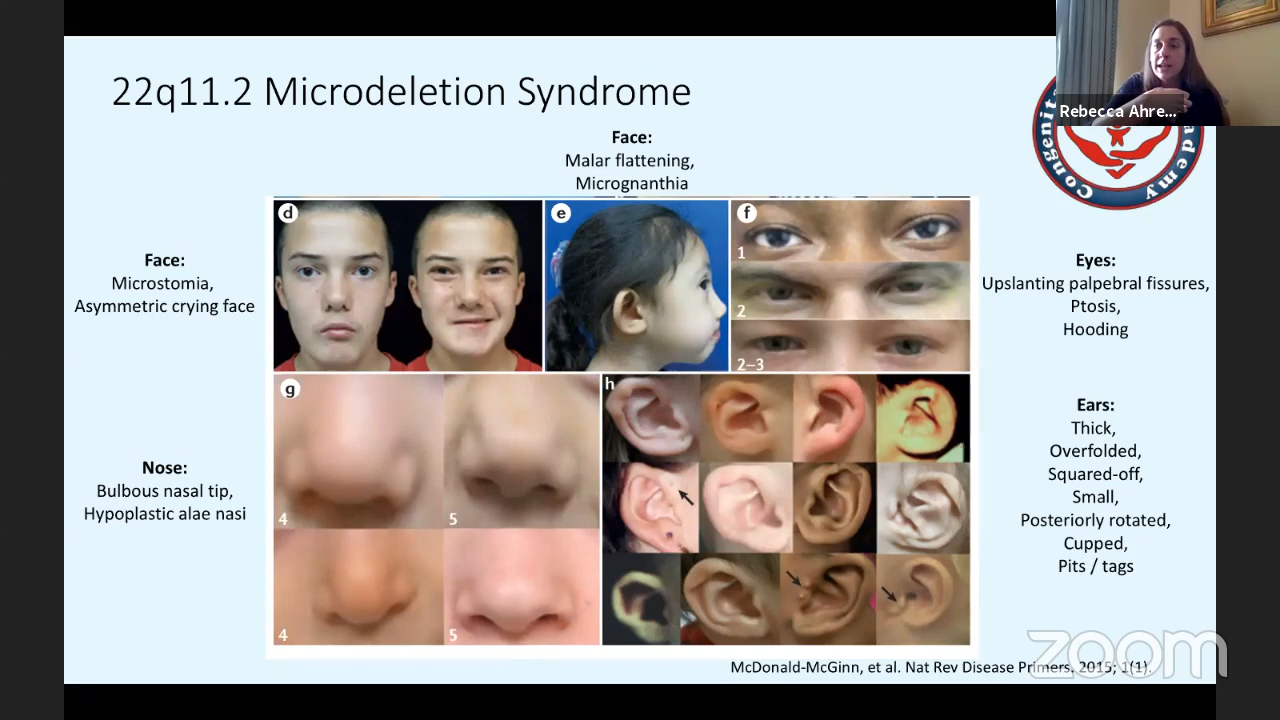 22q11.2 Microdeletion Syndrome
Rebecca Ahre...
Congenit
ademy
Face:
Malar flattening,
Micrognanthia
Face:
Microstomia,
Asymmetric crying face
d
e
f
1
2
2–3
Eyes:
Upslanting palpebral fissures,
Ptosis,
Hooding
Nose:
Bulbous nasal tip,
Hypoplastic alae nasi
g
4
5
4
5
h
Ears:
Thick,
Overfolded,
Squared-off,
Small,
Posteriorly rotated,
Cupped,
Pits / tags
zoom
McDonald-McGinn, et al. Nat Rev Disease Primers. 2015; 1(1).